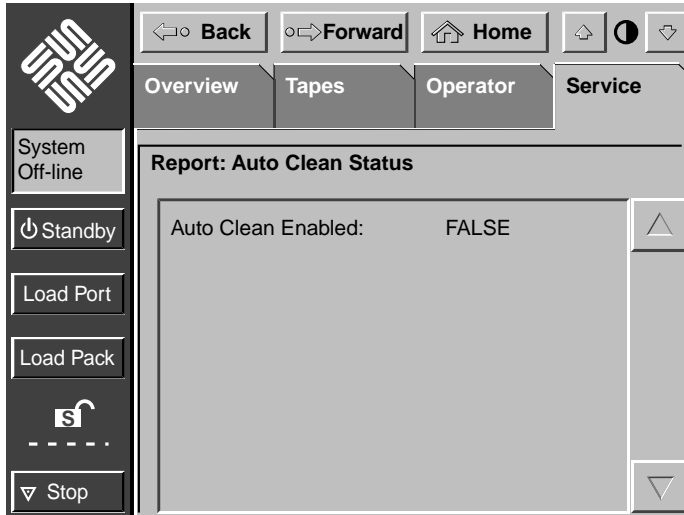 Back Forward Home
Overview Tapes Operator Service
System
Off-line
Report: Auto Clean Status
Standby
Auto Clean Enabled: FALSE
Load Port
Load Pack
S
Stop